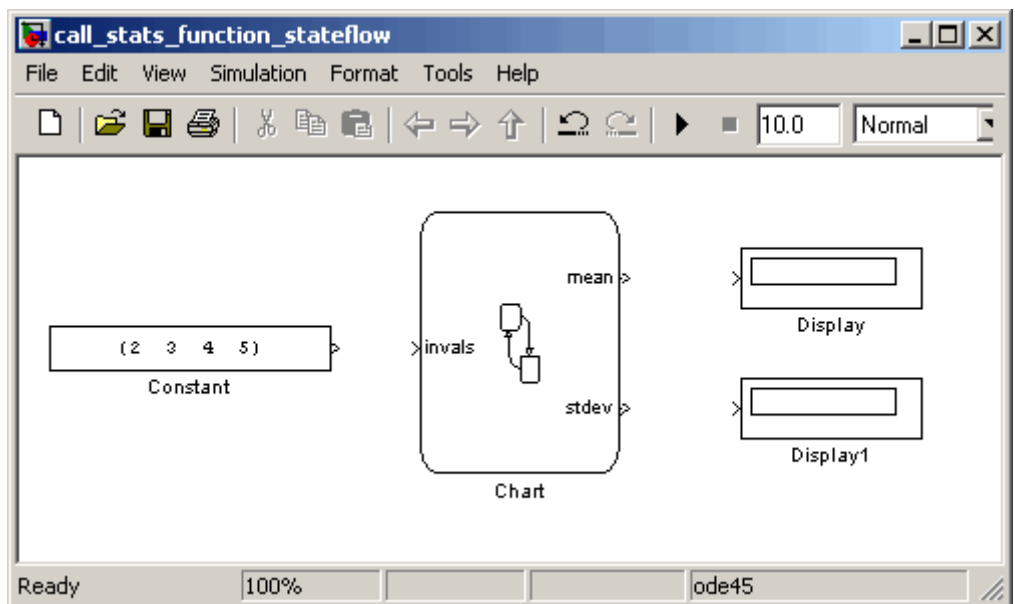 call_stats_function_stateflow
File Edit View Simulation Format Tools Help
10.0 Normal
mean
Display
(2 3 4 5)
Constant
invals
stdev
Display1
Chart
Ready 100% ode45